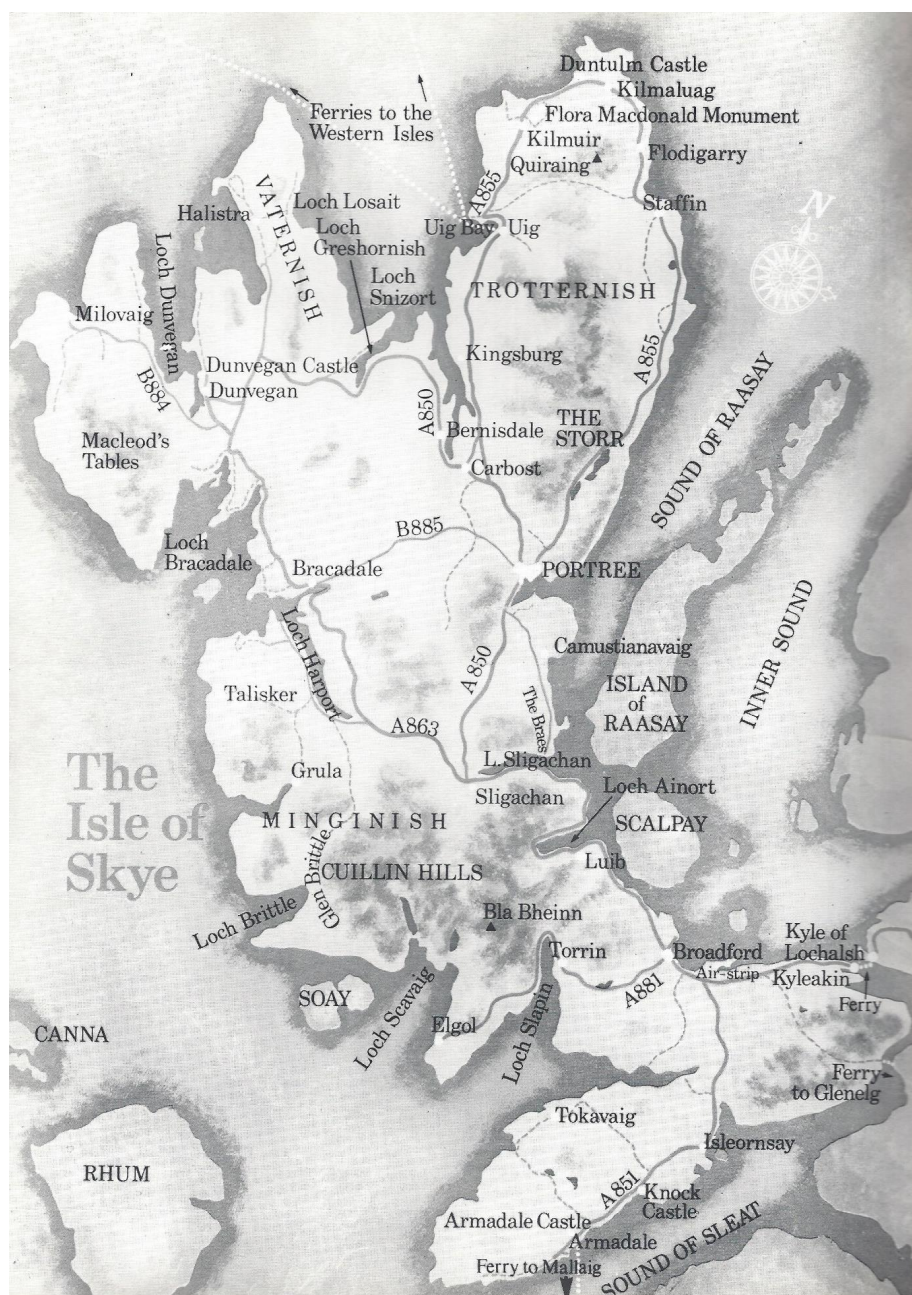 Duntulm Castle
Kilmaluag
Ferries to the
Western Isles
Flora Macdonald Monument
Kilmuir
Quiraing
Flodigarry
A855
VATERNISH
Loch Losait
Staffin
N
Halistra
Loch
Greshornish
Uig Bay
Uig
Loch Dunvegan
Loch
Snizort
TROTTERNISH
Milovaig
Dunvegan Castle
Kingsburg
A855
Dunvegan
B884
A850
SOUND OF RAASAY
Macleod's
Tables
Bernisdale
THE
STORR
Carbost
B885
Loch
Bracadale
Bracadale
PORTREE
INNER SOUND
Loch Harport
Camustianavaig
A850
Talisker
The Braes
ISLAND
of
RAASAY
A863
The
Isle of
Skye
L.Sligachan
Grula
Sligachan
Loch Ainort
MINGINISH
SCALPAY
Glen Brittle
CUILLIN HILLS
Luib
Loch Brittle
Bla Bheinn
Torrin
Broadford
Kyle of
Lochalsh
Air-strip
Kyleakin
SOAY
Loch Scavaig
A881
Ferry
CANNA
Elgol
Loch Slapin
Ferry
to Glenelg
Tokavaig
Isleornsay
RHUM
A851
Knock
Castle
Armadale Castle
Armadale
SOUND OF SLEAT
Ferry to Mallaig